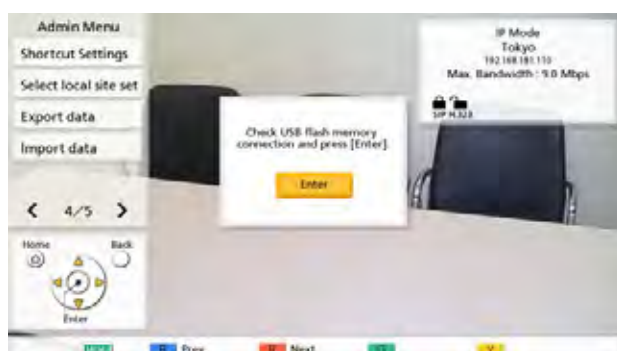 Admin Menu
Shortcut Settings
Select local site set
Export data
Import data
4/5
Home
Back
Enter
IP Mode
Tokyo
192.168.181.110
Max. Bandwidth : 9.0 Mbps
SIP H.323
Check USB flash memory
connection and press [Enter].
Enter
B Prev.
R Next
Y